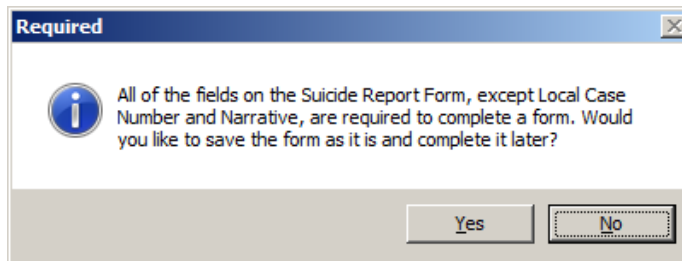 Required
All of the fields on the Suicide Report Form, except Local Case
Number and Narrative, are required to complete a form. Would
you like to save the form as it is and complete it later?
Yes No